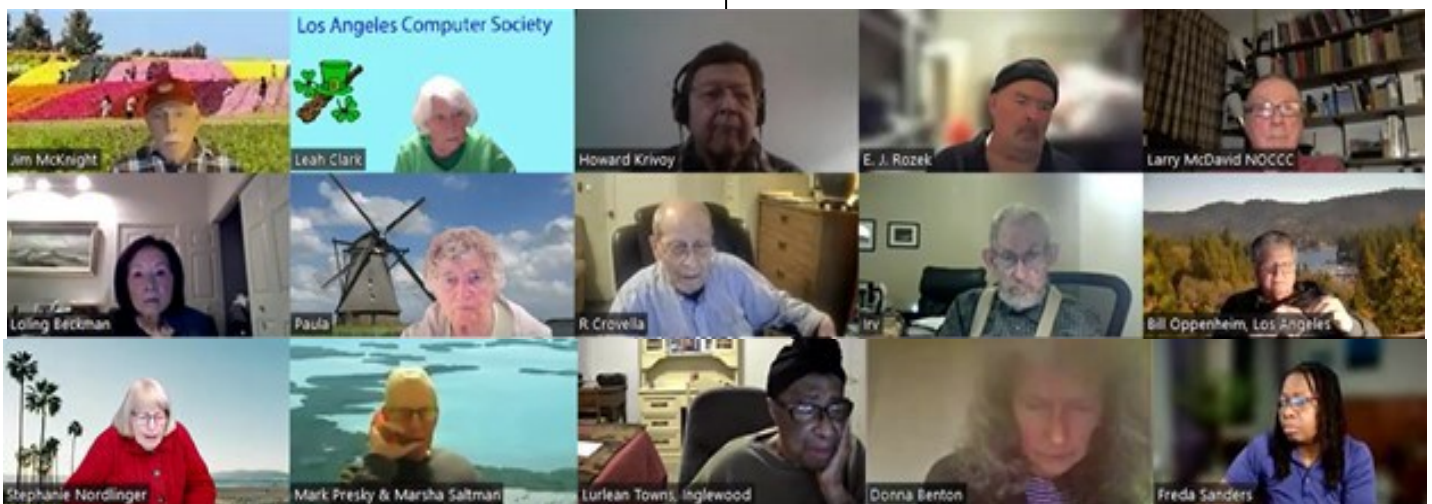 Los Angeles Computer Society
Jim McKnight
Leah Clark
Howard Krivoy
E. J. Rozek
Larry McDavid NOCCC
Loling Beckman
Paula
R Crovella
Irv
Bill Oppenheim, Los Angeles
Stephanie Nordlinger
Mark Presky & Marsha Saltman
Lurlean Towns, Inglewood
Donna Benton
Freda Sanders